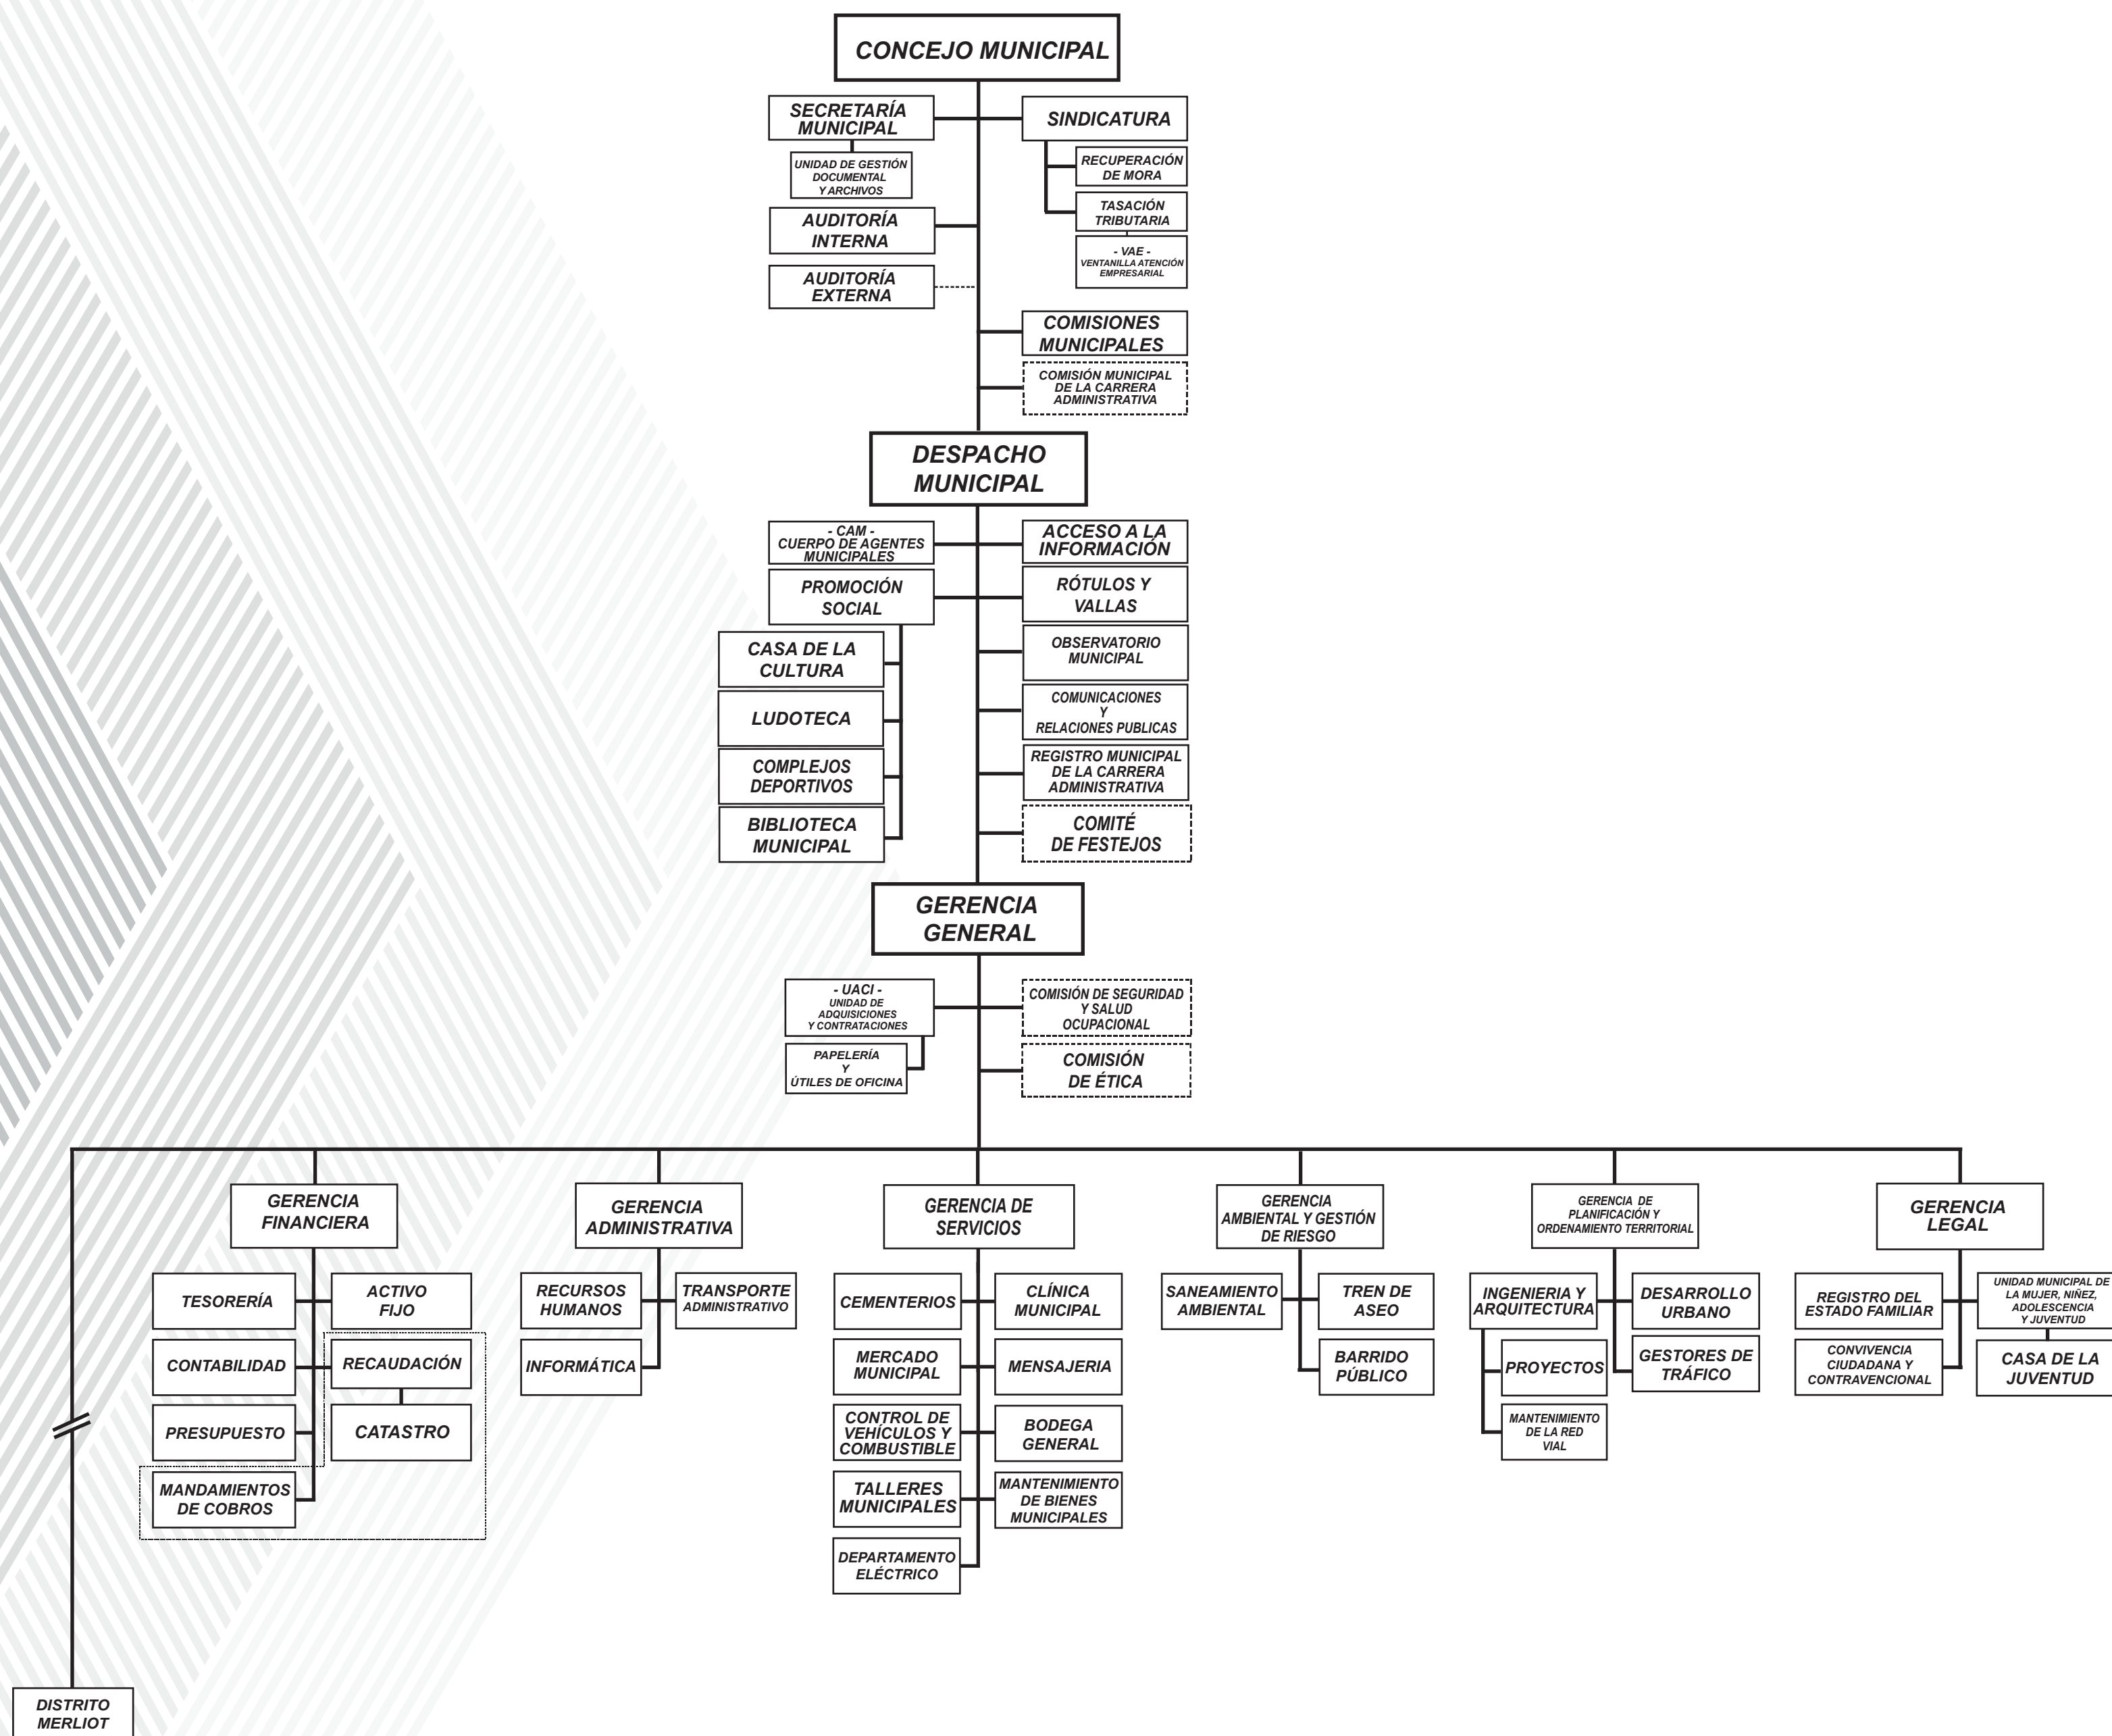 CONCEJO MUNICIPAL
SECRETARÍA
MUNICIPAL
SINDICATURA
UNIDAD DE GESTIÓN
DOCUMENTAL
Y ARCHIVOS
RECUPERACIÓN
DE MORA
TASACIÓN
TRIBUTARIA
- VAE -
VENTANILLA ATENCIÓN
EMPRESARIAL
AUDITORÍA
INTERNA
AUDITORÍA
EXTERNA
COMISIONES
MUNICIPALES
COMISIÓN MUNICIPAL
DE LA CARRERA
ADMINISTRATIVA
DESPACHO
MUNICIPAL
- CAM -
CUERPO DE AGENTES
MUNICIPALES
ACCESO A LA
INFORMACIÓN
PROMOCIÓN
SOCIAL
RÓTULOS Y
VALLAS
CASA DE LA
CULTURA
OBSERVATORIO
MUNICIPAL
LUDOTECA
COMUNICACIONES
Y
RELACIONES PUBLICAS
COMPLEJOS
DEPORTIVOS
REGISTRO MUNICIPAL
DE LA CARRERA
ADMINISTRATIVA
BIBLIOTECA
MUNICIPAL
COMITÉ
DE FESTEJOS
GERENCIA
GENERAL
- UACI -
UNIDAD DE
ADQUISICIONES
Y CONTRATACIONES
COMISIÓN DE SEGURIDAD
Y SALUD
OCUPACIONAL
PAPELERÍA
Y
ÚTILES DE OFICINA
COMISIÓN
DE ÉTICA
GERENCIA
FINANCIERA
TESORERÍA
ACTIVO
FIJO
CONTABILIDAD
RECAUDACIÓN
PRESUPUESTO
CATASTRO
MANDAMIENTOS
DE COBROS
GERENCIA
ADMINISTRATIVA
RECURSOS
HUMANOS
TRANSPORTE
ADMINISTRATIVO
INFORMÁTICA
GERENCIA DE
SERVICIOS
CEMENTERIOS
CLÍNICA
MUNICIPAL
MERCADO
MUNICIPAL
MENSAJERIA
CONTROL DE
VEHÍCULOS Y
COMBUSTIBLE
BODEGA
GENERAL
TALLERES
MUNICIPALES
MANTENIMIENTO
DE BIENES
MUNICIPALES
DEPARTAMENTO
ELÉCTRICO
GERENCIA
AMBIENTAL Y GESTIÓN
DE RIESGO
SANEAMIENTO
AMBIENTAL
TREN DE
ASEO
BARRIDO
PÚBLICO
GERENCIA DE
PLANIFICACIÓN Y
ORDENAMIENTO TERRITORIAL
INGENIERIA Y
ARQUITECTURA
DESARROLLO
URBANO
PROYECTOS
GESTORES DE
TRÁFICO
MANTENIMIENTO
DE LA RED
VIAL
GERENCIA
LEGAL
REGISTRO DEL
ESTADO FAMILIAR
UNIDAD MUNICIPAL DE
LA MUJER, NIÑEZ,
ADOLESCENCIA
Y JUVENTUD
CONVIVENCIA
CIUDADANA Y
CONTRAVENCIONAL
CASA DE LA
JUVENTUD
DISTRITO
MERLIOT